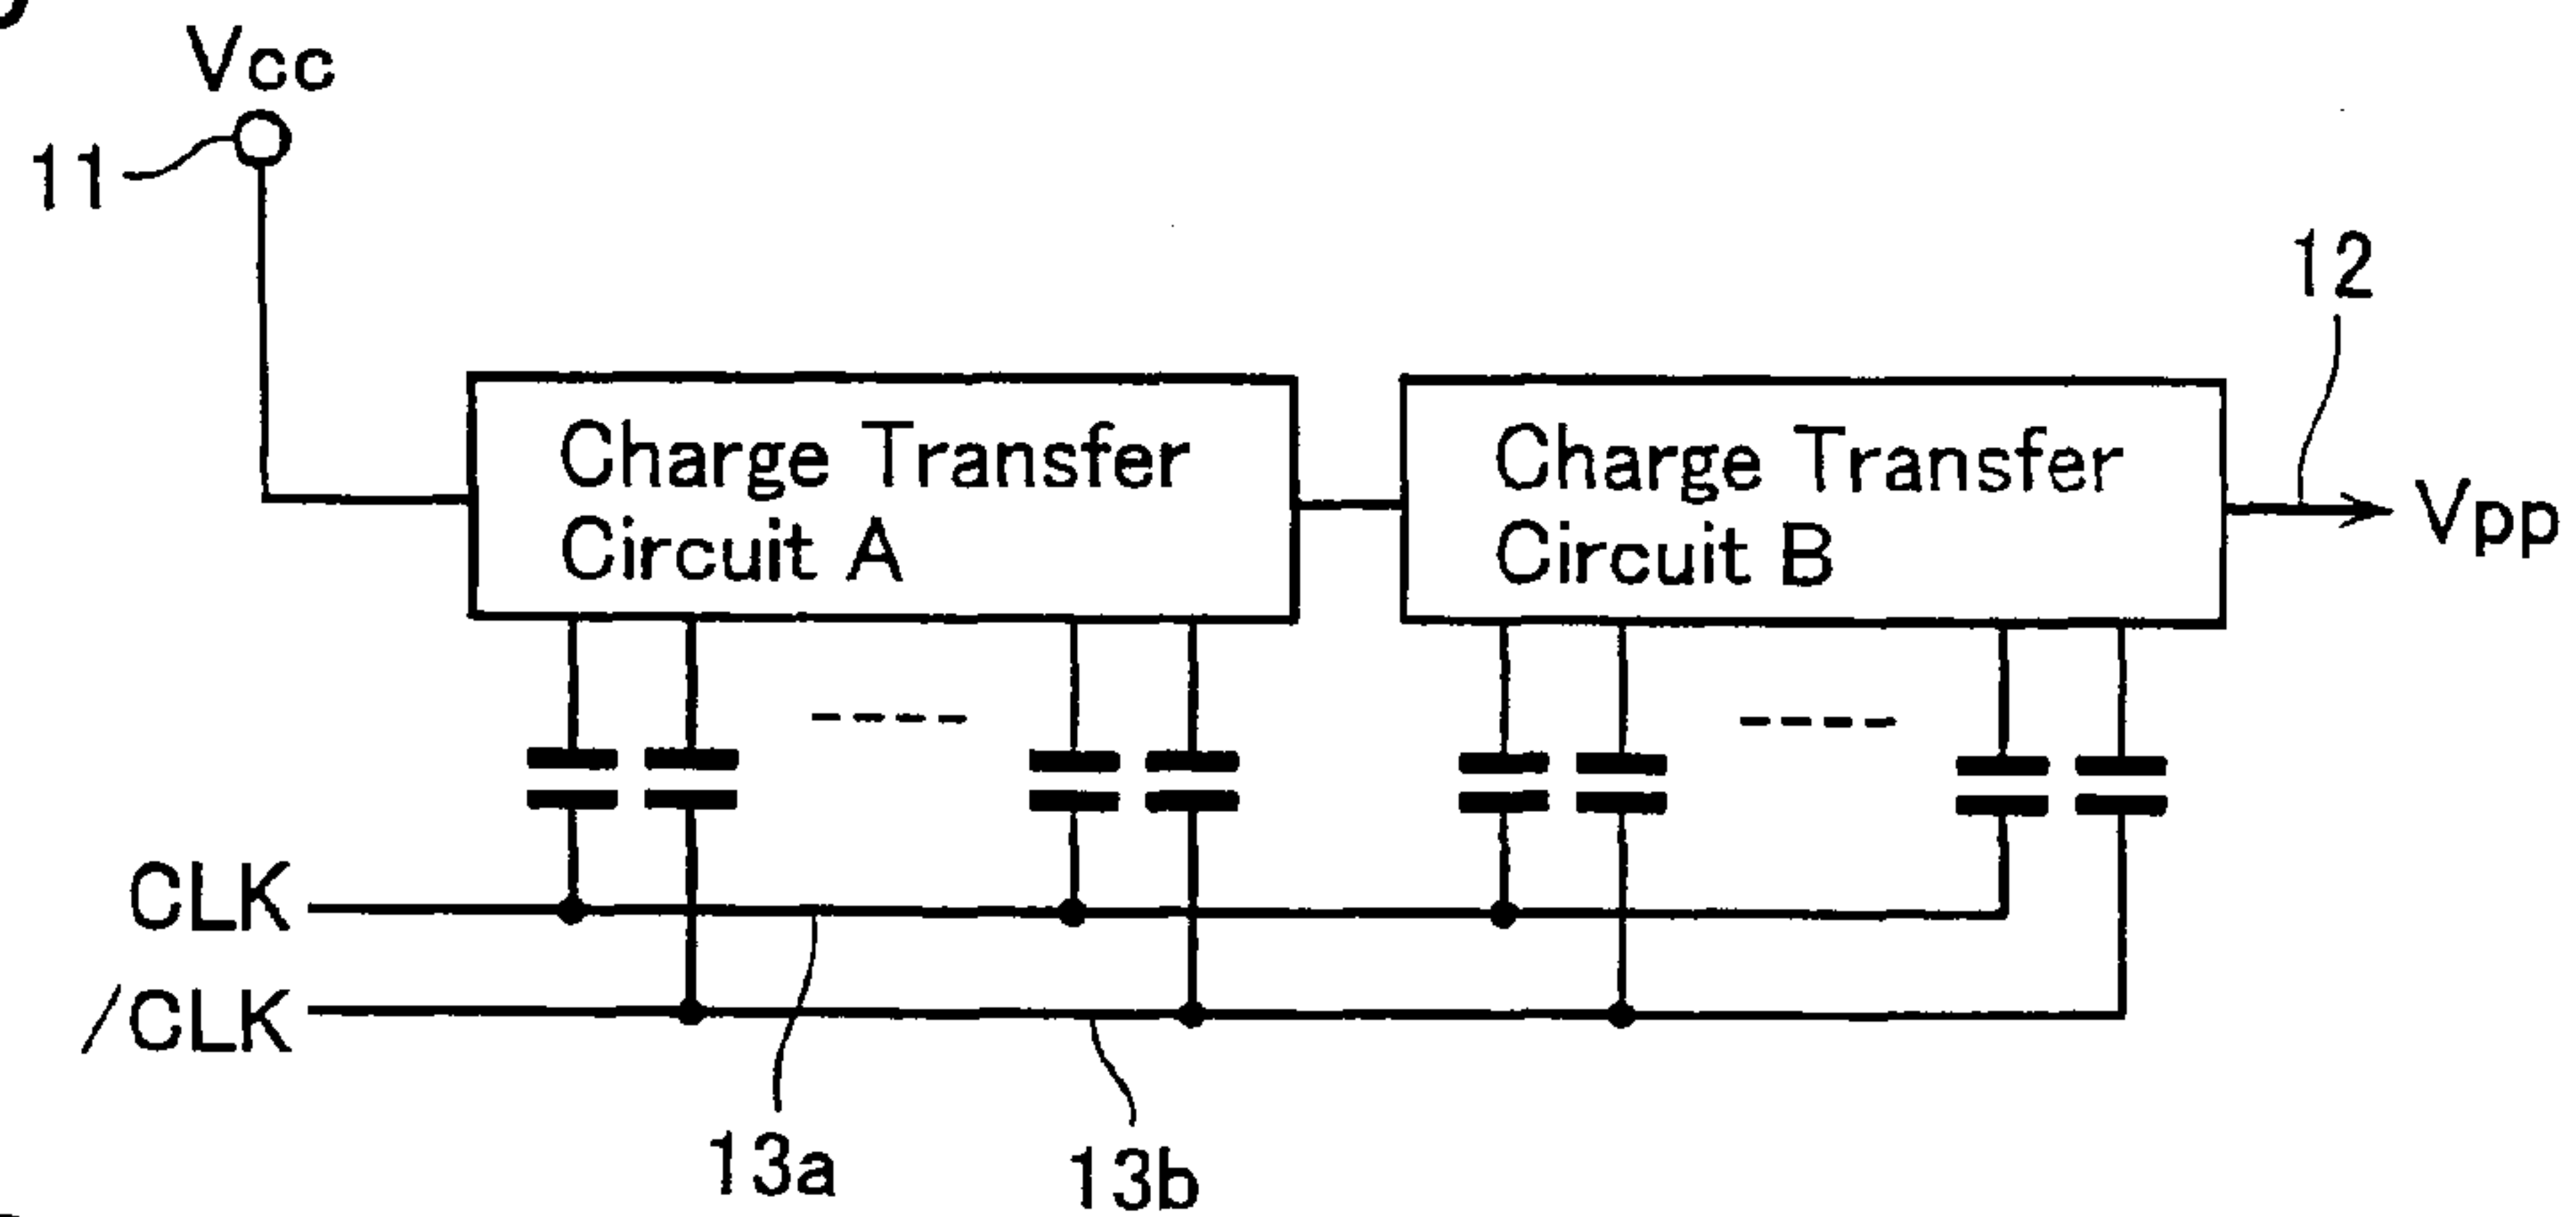 Vcc
11
12
Charge Transfer
Circuit A
Charge Transfer
Circuit B
Vpp
CLK
/CLK
13a
13b